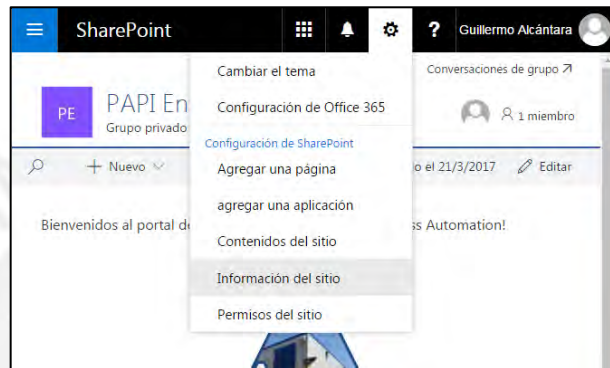 SharePoint
? Guillermo Alcántara
Cambiar el tema
Configuración de Office 365
Configuración de SharePoint
Agregar una página
agregar una aplicación
Contenidos del sitio
Información del sitio
Permisos del sitio
Conversaciones de grupo
PE
PAPI En
Grupo privado
1 miembro
+ Nuevo
o el 21/3/2017 Editar
Bienvenidos al portal de
ss Automation!